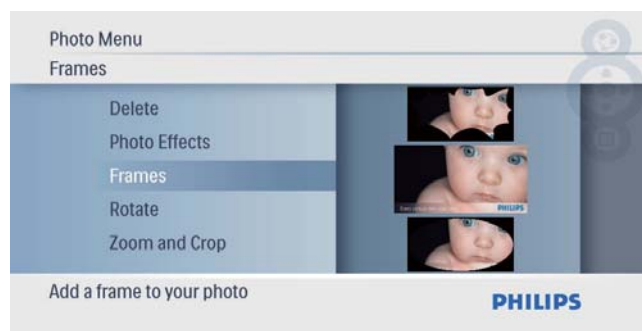 Photo Menu
Frames
Delete
Photo Effects
Frames
Rotate
Zoom and Crop
PHILIPS
Add a frame to your photo
PHILIPS